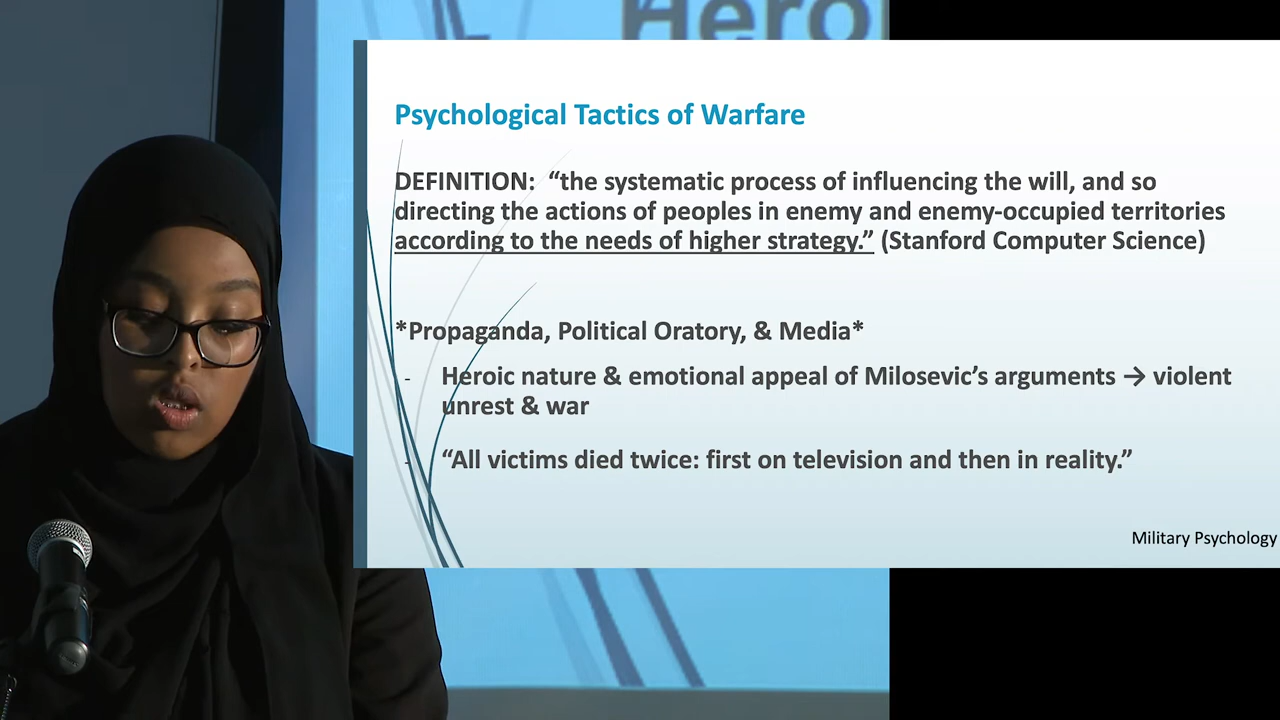 Hero
Psychological Tactics of Warfare
DEFINITION: “the systematic process of influencing the will, and so
directing the actions of peoples in enemy and enemy-occupied territories
according to the needs of higher strategy.” (Stanford Computer Science)
*Propaganda, Political Oratory, & Media*
- Heroic nature & emotional appeal of Milosevic’s arguments → violent
unrest & war
- “All victims died twice: first on television and then in reality.”
Military Psychology